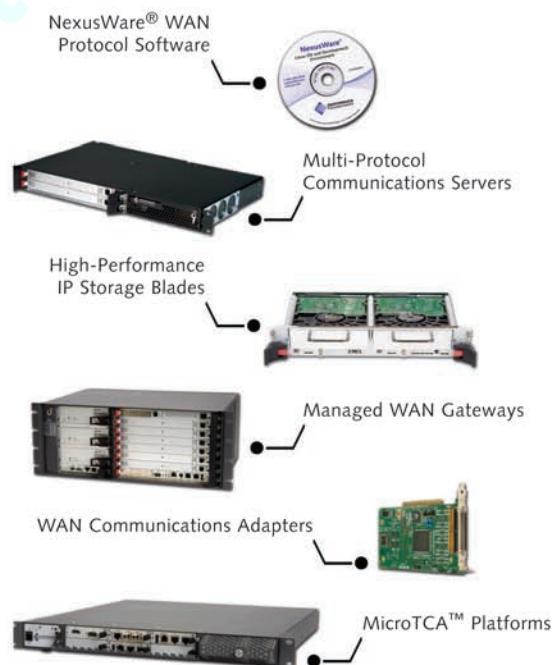 NexusWare® WAN
Protocol Software
NexusWare®
Multi-Protocol
Communications Servers
High-Performance
IP Storage Blades
Managed WAN Gateways
WAN Communications Adapters
MicroTCA™ Platforms